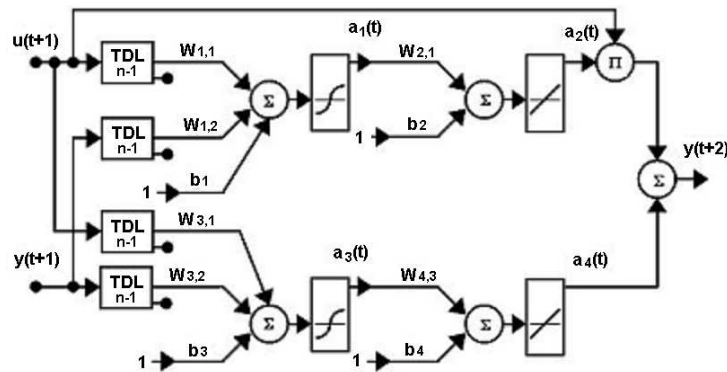 a1(t)
a2(t)
u(t+1)
TDL
n-1
W1,1
W2,1
Σ
Σ
Π
TDL
n-1
W1,2
1
b2
y(t+2)
1
b1
Σ
TDL
n-1
W3,1
a3(t)
a4(t)
y(t+1)
TDL
n-1
W3,2
W4,3
Σ
Σ
1
b3
1
b4